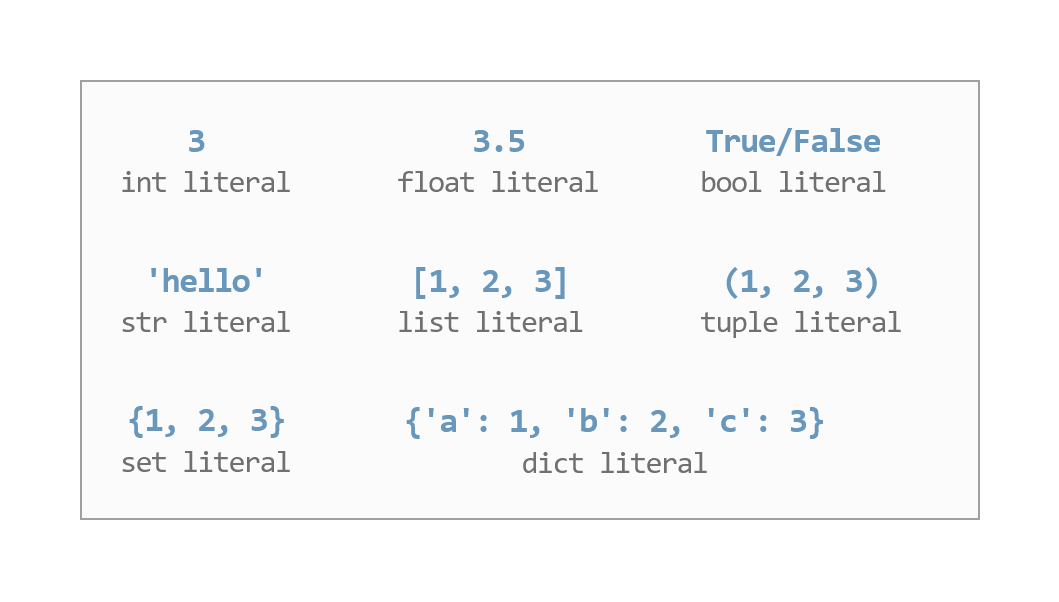 3 3.5 True/False
int literal float literal bool literal
'hello' [1, 2, 3] (1, 2, 3)
str literal list literal tuple literal
{1, 2, 3} {'a': 1, 'b': 2, 'c': 3}
set literal dict literal